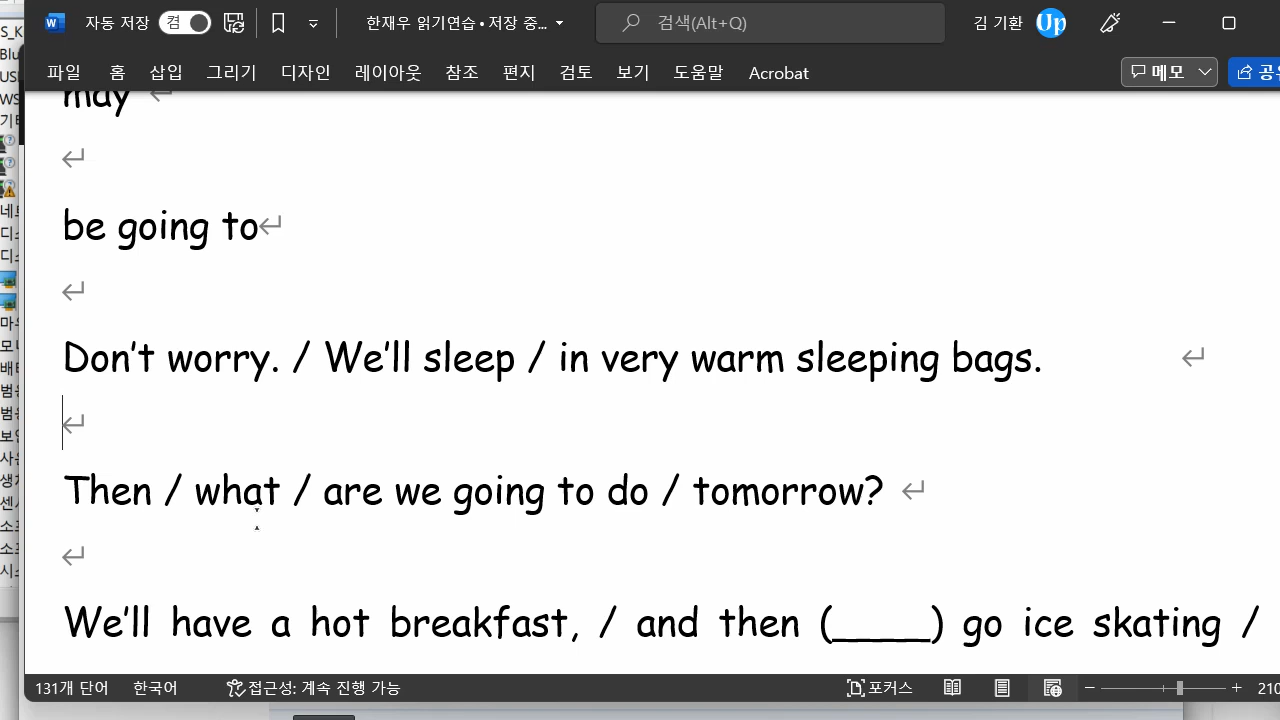 자동 저장 켬 한재우 읽기연습 • 저장 중... 검색(Alt+Q) 김 기환 Up
파일 홈 삽입 그리기 디자인 레이아웃 참조 편지 검토 보기 도움말 Acrobat 메모
may
be going to
Don't worry. / We'll sleep / in very warm sleeping bags.
Then / what / are we going to do / tomorrow?
We'll have a hot breakfast, / and then (_____) go ice skating /
131개 단어 한국어 접근성: 계속 진행 가능 포커스